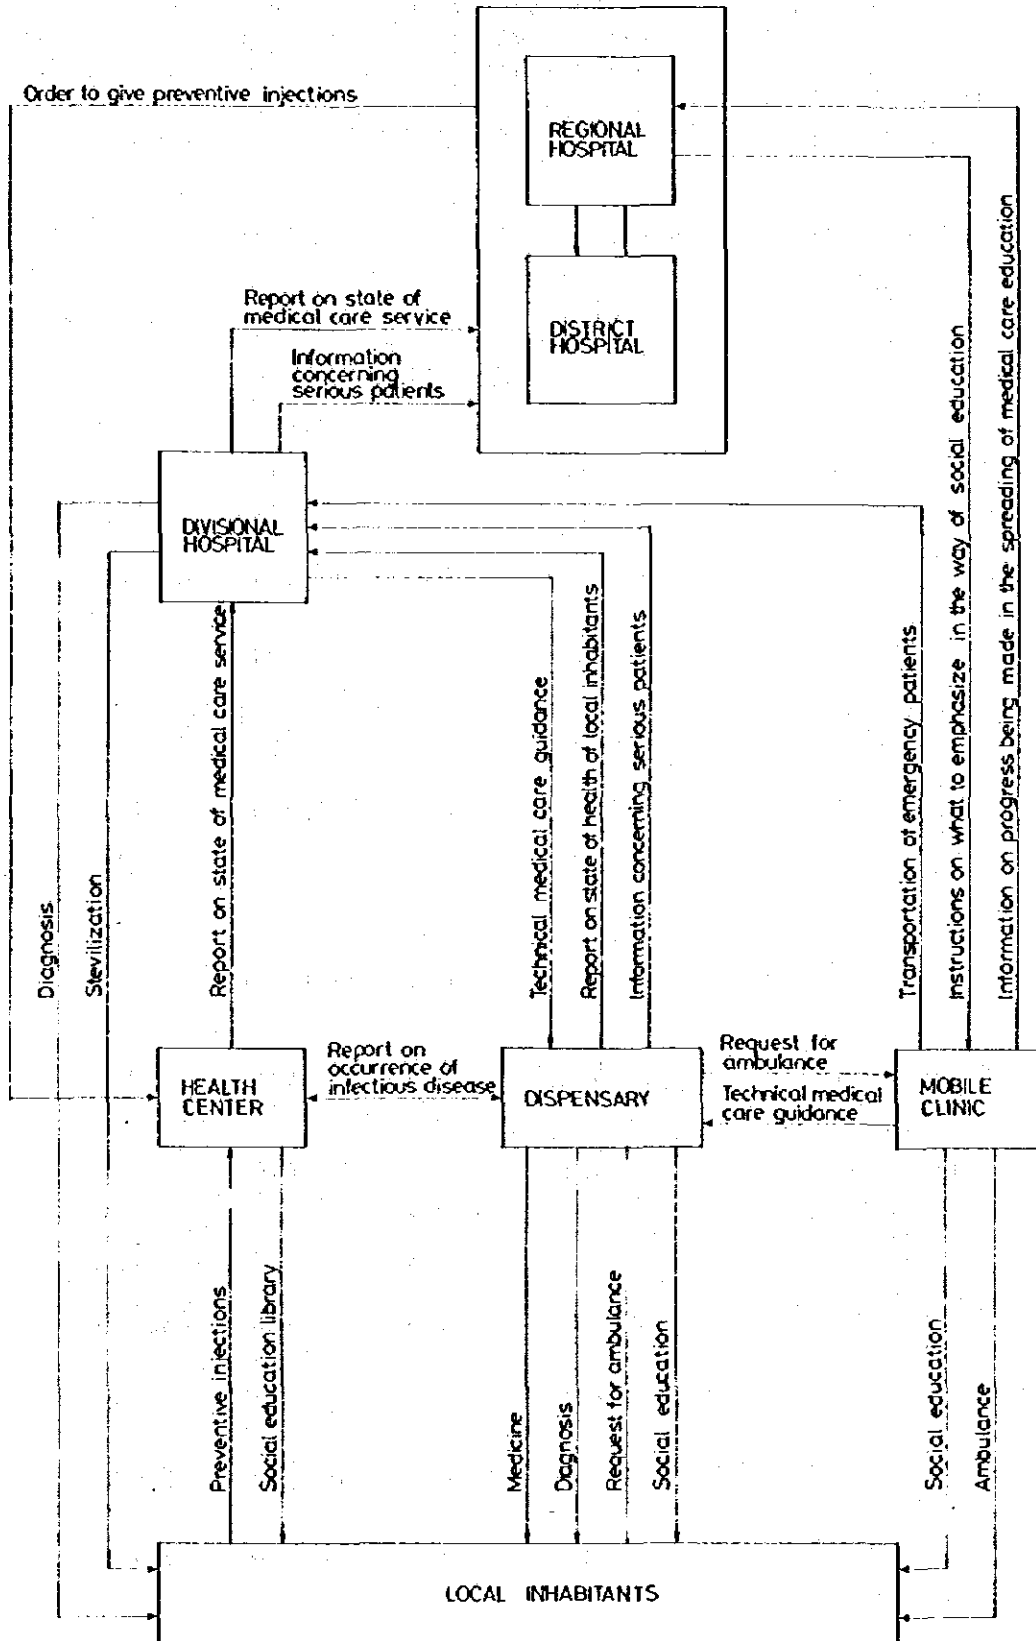 Order to give preventive injections
REGIONAL
HOSPITAL
DISTRICT
HOSPITAL
Report on state of
medical care service
Information
concerning
serious patients
DIVISIONAL
HOSPITAL
Diagnosis
Stevilization
Report on state of medical care service
Technical medical care guidance
Report on state of health of local inhabitants
Information concerning serious patients
Transportation of emergency patients
Instructions on what to emphasize in the way of social education
Information on progress being made in the spreading of medical care education
HEALTH
CENTER
Report on
occurrence of
infectious disease
DISPENSARY
Request for
ambulance
Technical medical
care guidance
MOBILE
CLINIC
Preventive injections
Social education library
Medicine
Diagnosis
Request for ambulance
Social education
Social education
Ambulance
LOCAL INHABITANTS